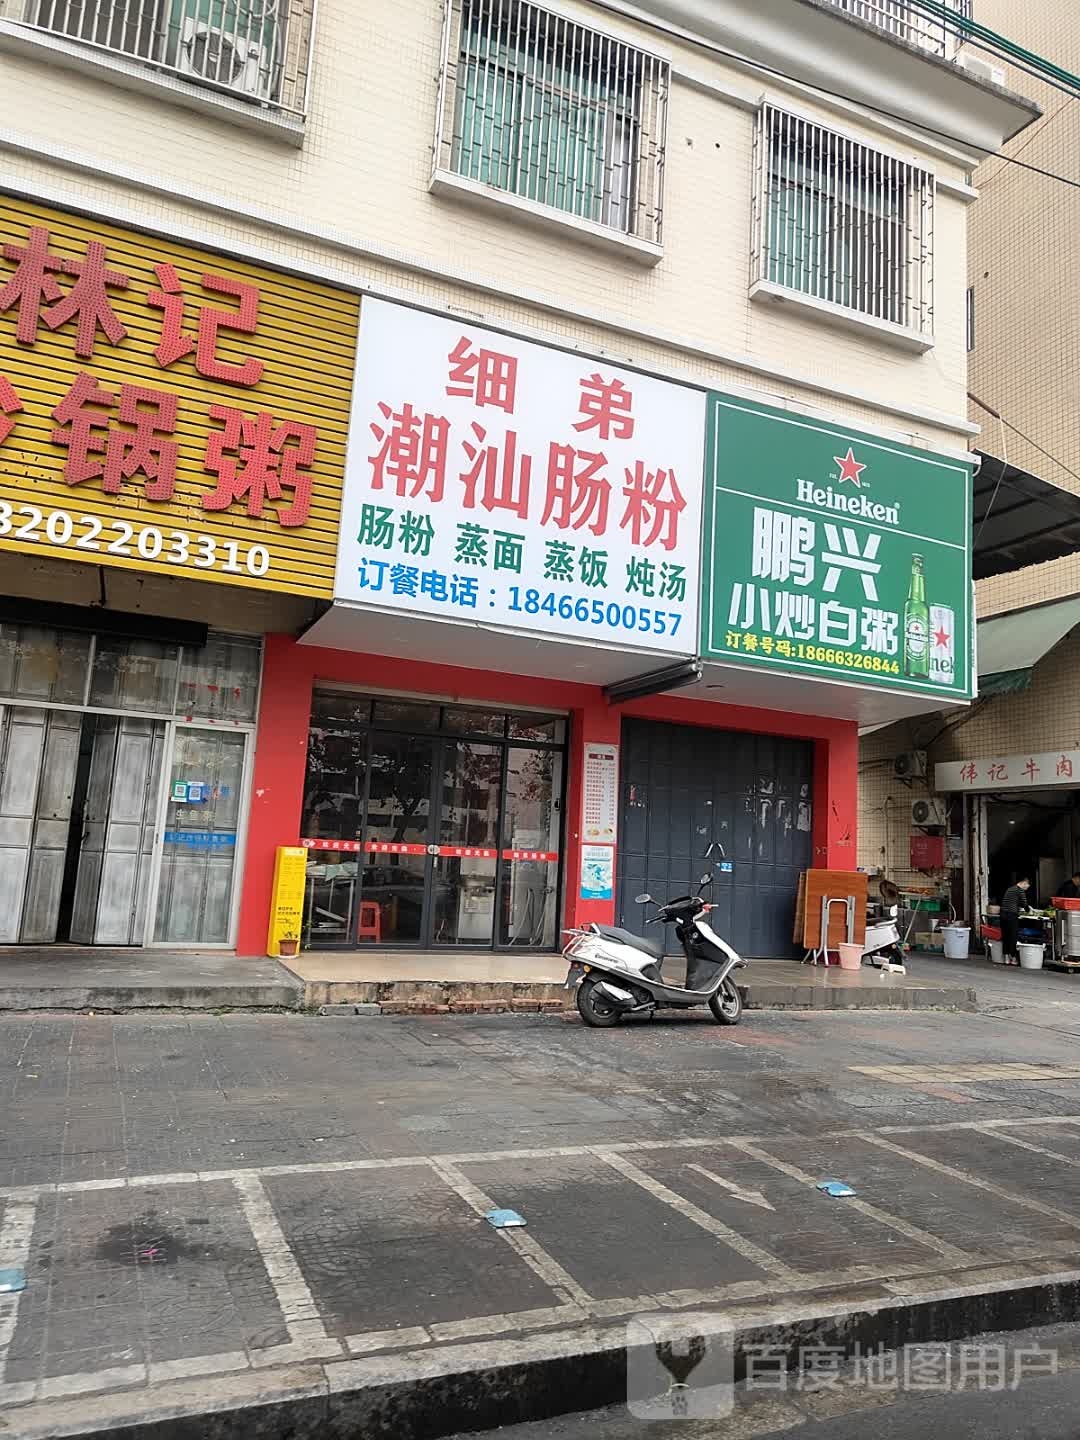 林记
锅粥
8202203310
细弟
潮汕肠粉
肠粉 蒸面 蒸饭 炖汤
订餐电话：18466500557
Heineken
鹏兴
小炒白粥
订餐号码:18666326844
伟记牛肉
百度地图用户